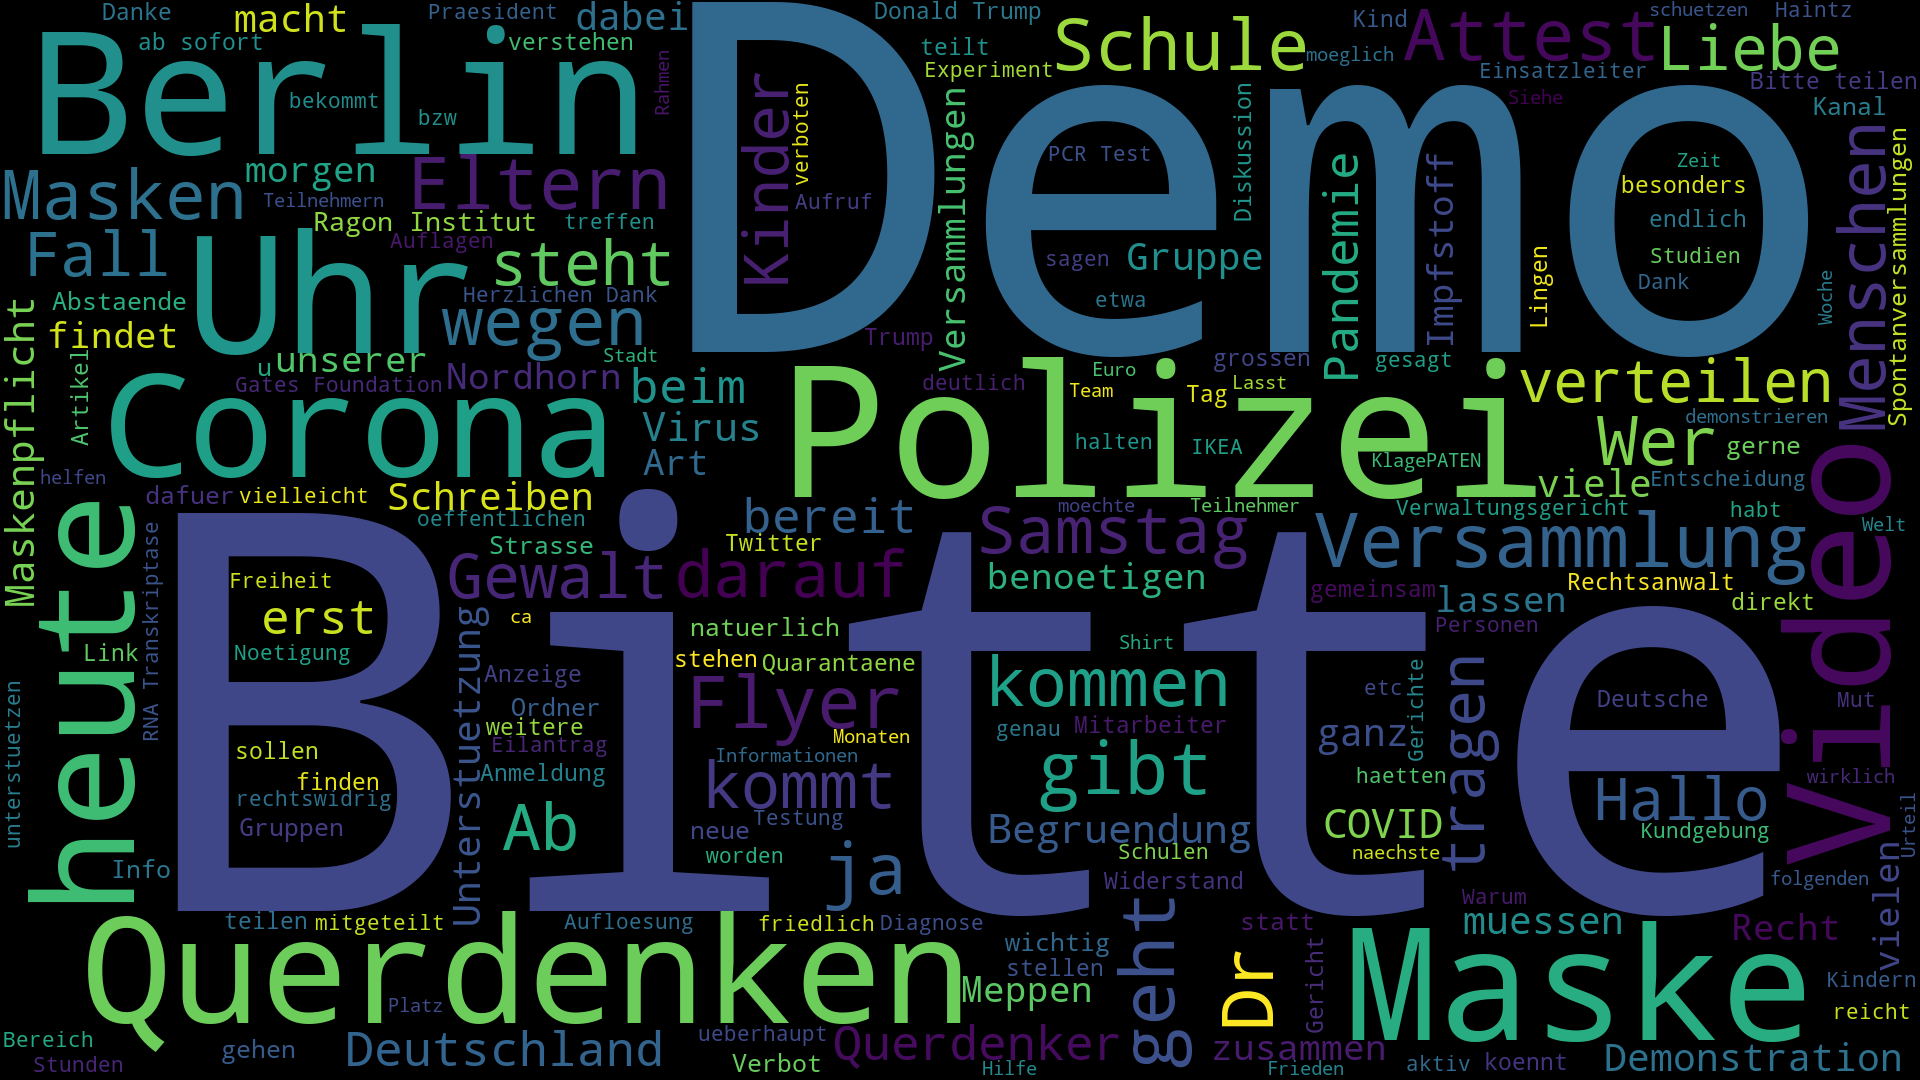 Danke
macht
Praesident
dabei
Donald Trump
Kind
Attest
schuetzen
Haintz
Berlin
ab sofort
verstehen
Demo
teilt
Schule
moeglich
Liebe
bekommt
bzw
Rahmen
Experiment
Einsatzleiter
Bitte teilen
Siehe
Kanal
Kinder
verboten
Versammlungen
Diskussion
PCR Test
Pandemie
Impfstoff
Zeit
besonders
Menschen
Spontanversammlungen
Masken
morgen
Eltern
Teilnehmern
Aufruf
Ragon Institut
treffen
endlich
Fall
Uhr
Auflagen
steht
sagen
Gruppe
Studien
Lingen
Dank
Woche
Abstaende
Herzlichen Dank
etwa
Maskenpflicht
findet
wegen
Trump
Artikel
u
unserer
Stadt
Euro
grossen
gesagt
Gates Foundation
Nordhorn
beim
deutlich
Team
Tag
Lasst
verteilen
Corona
Polizei
Virus
halten
IKEA
demonstrieren
Wer
gerne
Art
KlagePATEN
helfen
dafuer
vielleicht
Schreiben
viele
Entscheidung
Video
heute
oeffentlichen
bereit
moechte
Teilnehmer
Verwaltungsgericht
habt
Welt
Bitte
Strasse
Twitter
Samstag
Versammlung
RNA Transkriptase
Freiheit
Gewalt
darauf
benoetigen
gemeinsam
Rechtsanwalt
erst
Unterstuetzung
ca
natuerlich
Shirt
lassen
direkt
Personen
Link
Noetigung
stehen
Quarantaene
unterstuetzen
Anzeige
Flyer
kommen
tragen
etc
Gerichte
Deutsche
Mut
Ordner
weitere
genau
Mitarbeiter
ganz
sollen
Eilantrag
Monaten
Informationen
finden
Anmeldung
kommt
gibt
haetten
wirklich
rechtswidrig
Hallo
Gruppen
Ab
neue
Testung
Begruendung
COVID
Kundgebung
Urteil
worden
Schulen
naechste
Info
ja
Widerstand
folgenden
vielen
Warum
teilen
mitgeteilt
Aufloesung
friedlich
Diagnose
geht
statt
muessen
Recht
Querdenken
wichtig
stellen
Gericht
Maske
Kindern
Meppen
Dr
Platz
reicht
Bereich
gehen
Deutschland
ueberhaupt
Querdenker
zusammen
Stunden
Verbot
Hilfe
Frieden
aktiv
koennt
Demonstration